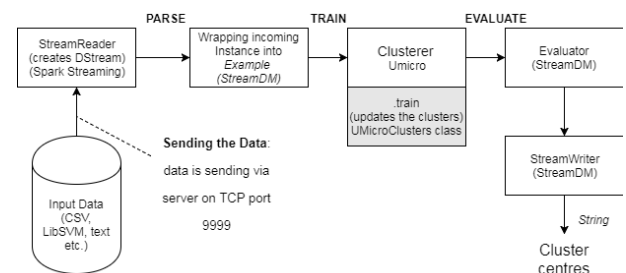 PARSE
TRAIN
EVALUATE
StreamReader
(creates DStream)
(Spark Streaming)
Wrapping incoming
Instance into
Example
(StreamDM)
Clusterer
Umicro
.train
(updates the clusters)
UMicroClusters class
Evaluator
(StreamDM)
Sending the Data:
data is sending via
server on TCP port
9999
Input Data
(CSV,
LibSVM, text
etc.)
StreamWriter
(StreamDM)
String
Cluster
centres